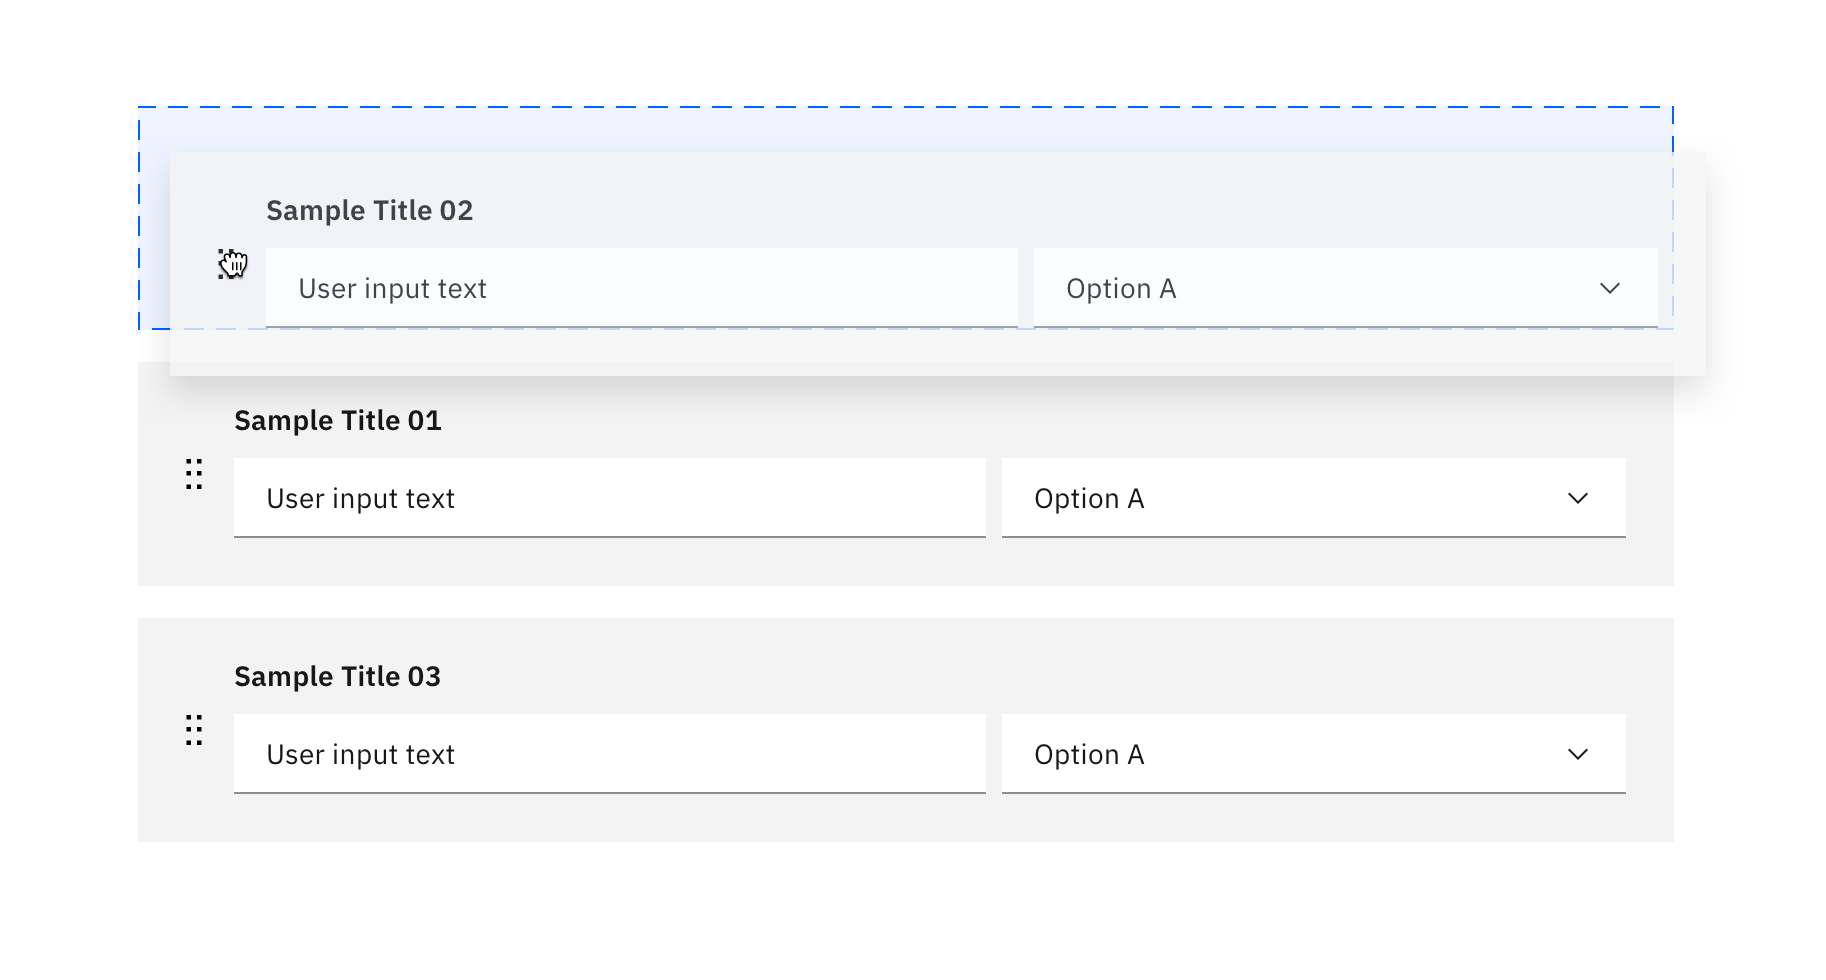 Sample Title 02
User input text
Option A
Sample Title 01
User input text
Option A
Sample Title 03
User input text
Option A